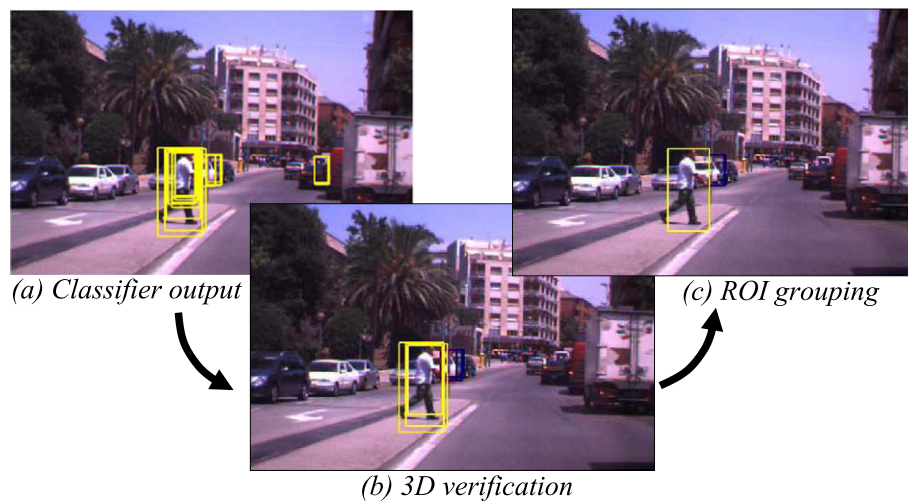 (a) Classifier output
(c) ROI grouping
(b) 3D verification